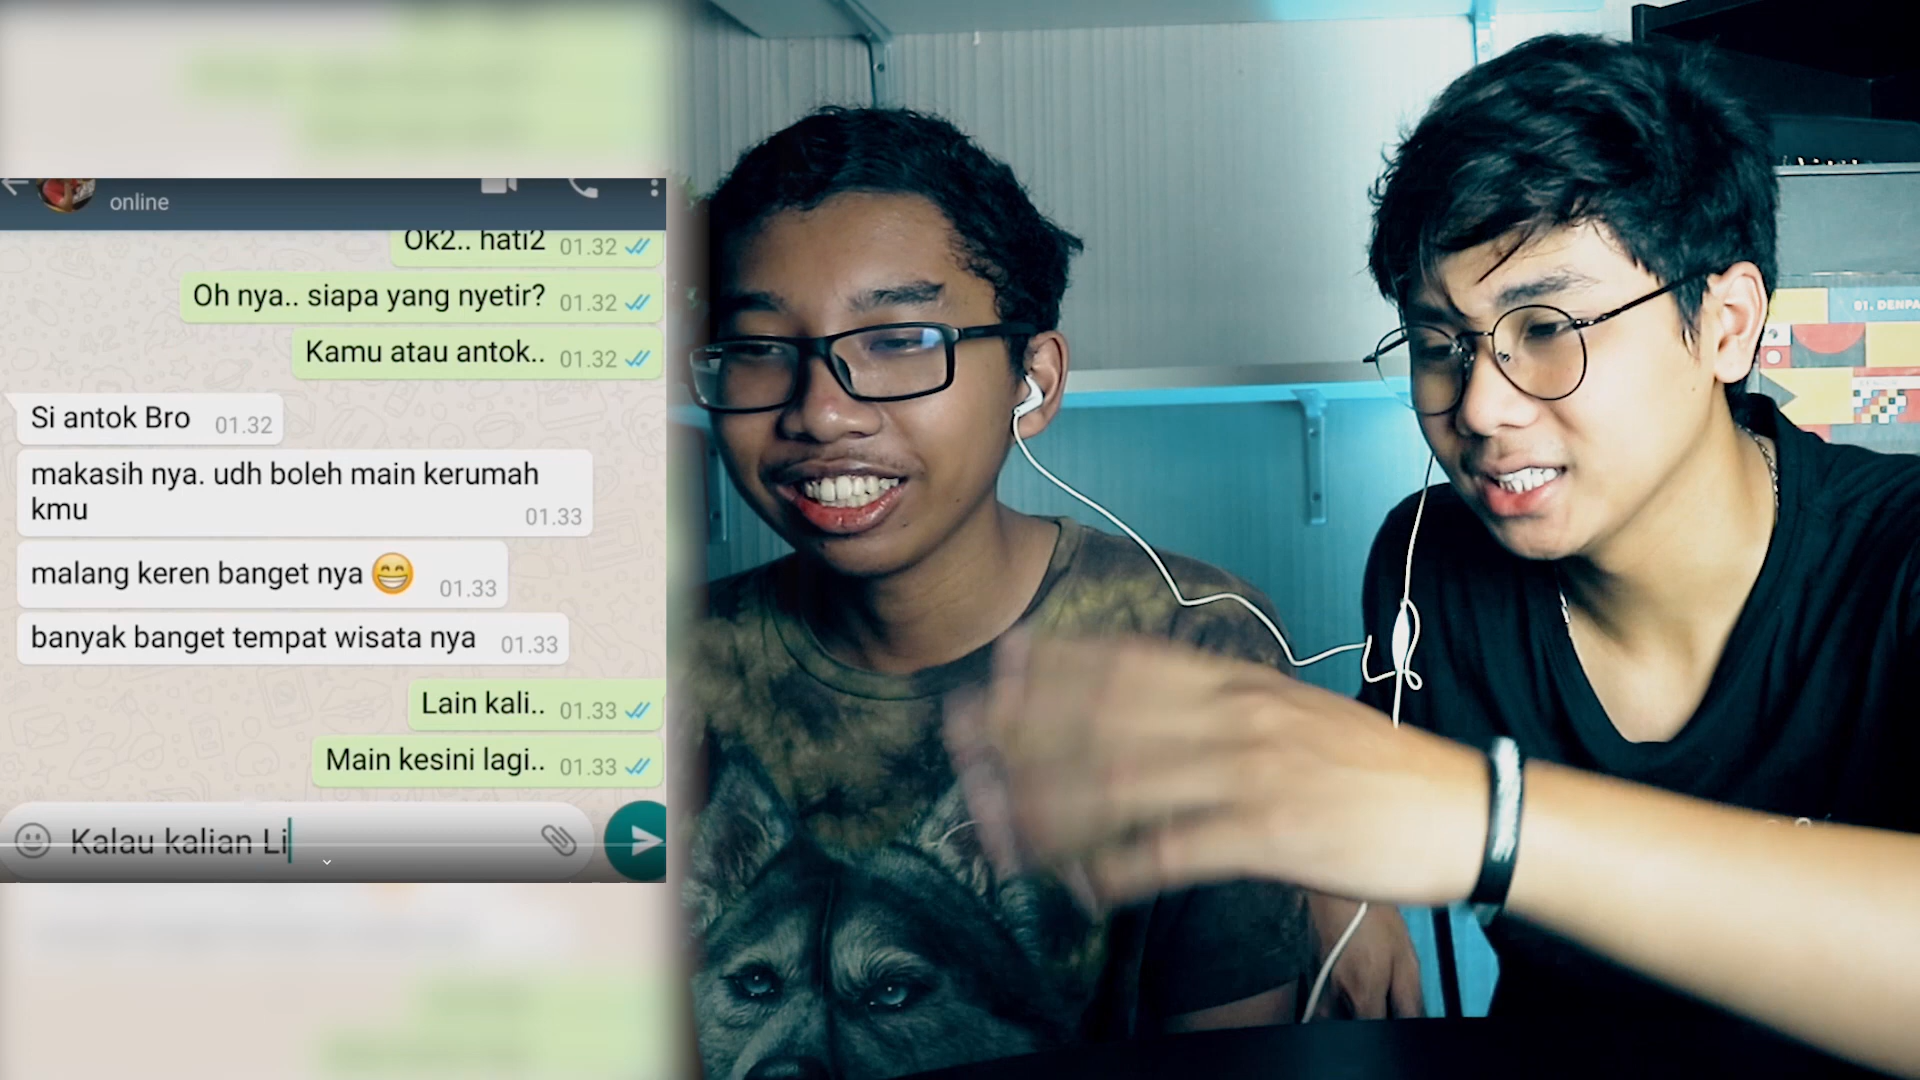 online
Ok2.. hati2 01.32
Oh nya.. siapa yang nyetir? 01.32
Kamu atau antok.. 01.32
Si antok Bro 01.32
makasih nya. udh boleh main kerumah
kmu 01.33
malang keren banget nya 😁 01.33
banyak banget tempat wisata nya 01.33
Lain kali.. 01.33
Main kesini lagi.. 01.33
Kalau kalian Li
01. DENPA